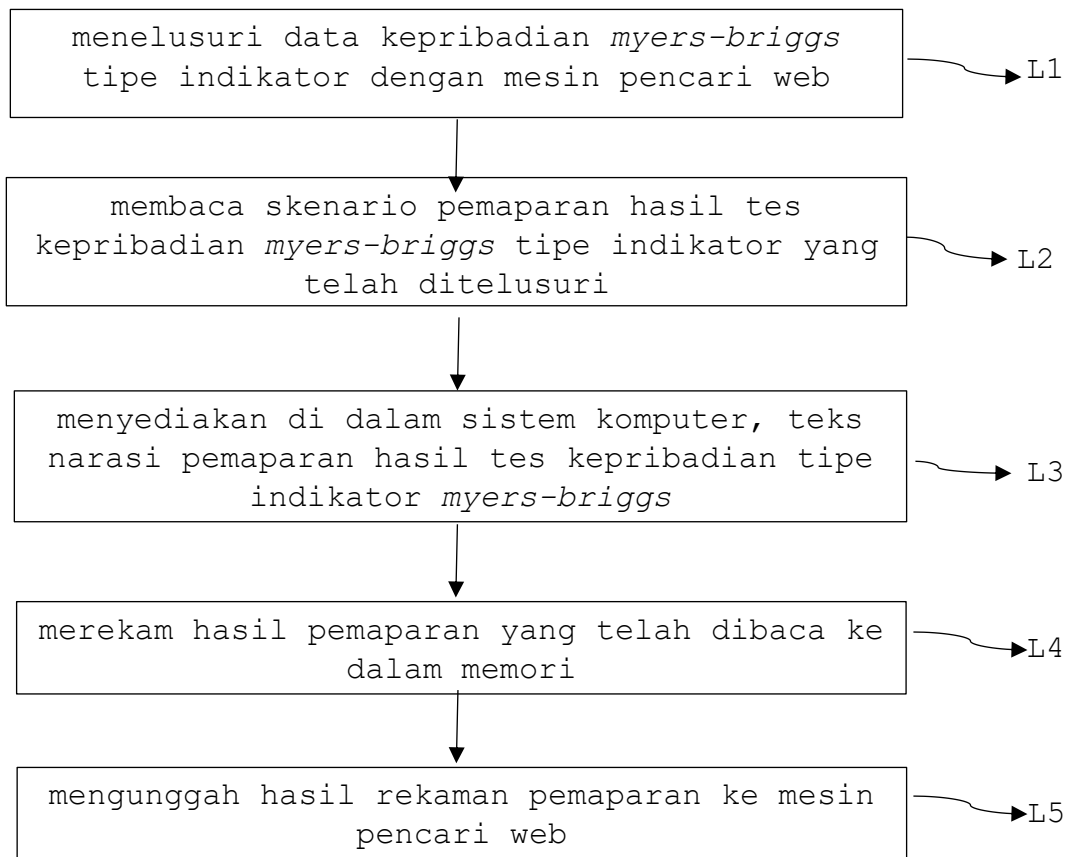 menelusuri data kepribadian myers-briggs
tipe indikator dengan mesin pencari web
L1
membaca skenario pemaparan hasil tes
kepribadian myers-briggs tipe indikator yang
telah ditelusuri
L2
menyediakan di dalam sistem komputer, teks
narasi pemaparan hasil tes kepribadian tipe
indikator myers-briggs
L3
merekam hasil pemaparan yang telah dibaca ke
dalam memori
L4
mengunggah hasil rekaman pemaparan ke mesin
pencari web
L5